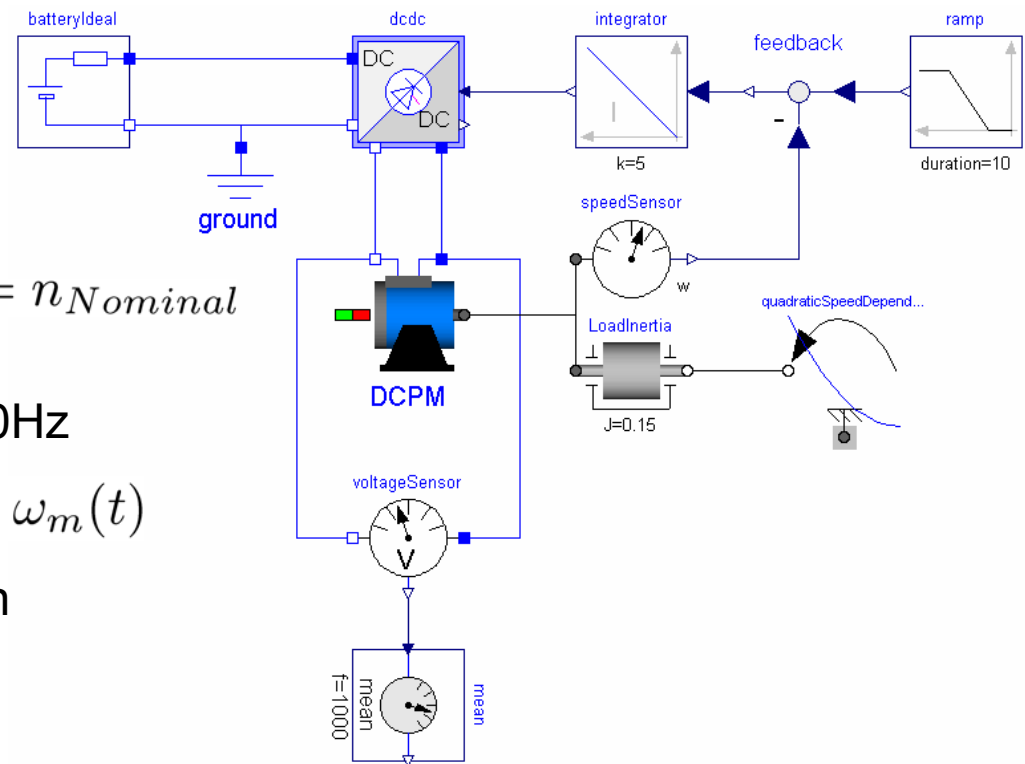 batteryIdeal
dcdc
integrator
ramp
feedback
DC
DC
I
-
k=5
duration=10
ground
speedSensor
w
= n_{Nominal}
quadraticSpeedDepend...
LoadInertia
DCPM
J=0.15
0Hz
voltageSensor
ω_m(t)
V
n
mean
f=1000
mean